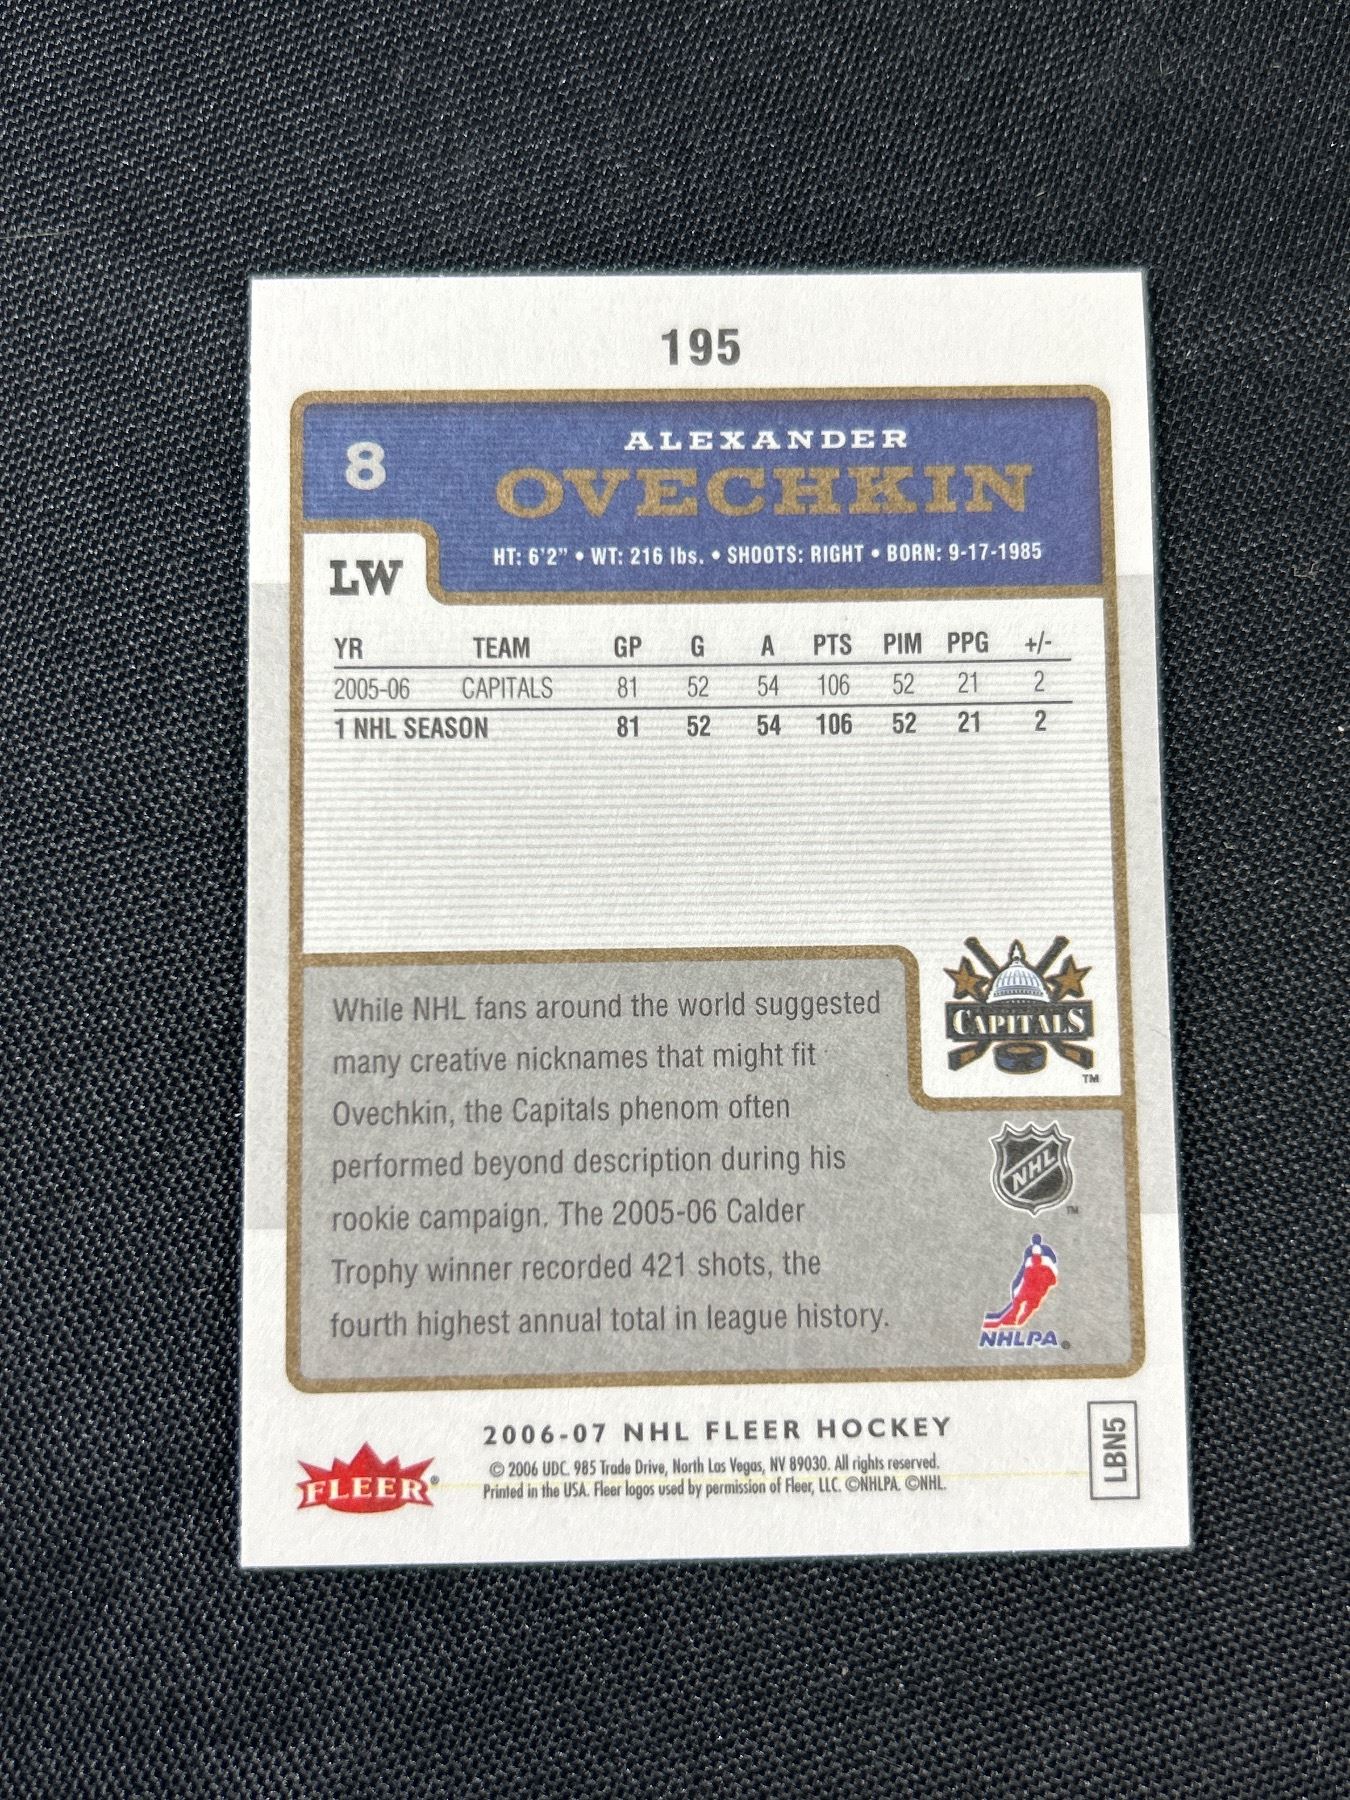 195
8
ALEXANDER
OVECHKIN
HT: 6'2" • WT: 216 lbs. • SHOOTS: RIGHT • BORN: 9-17-1985
LW
YR TEAM GP G A PTS PIM PPG +/-
2005-06 CAPITALS 81 52 54 106 52 21 2
1 NHL SEASON 81 52 54 106 52 21 2
While NHL fans around the world suggested
many creative nicknames that might fit
Ovechkin, the Capitals phenom often
performed beyond description during his
rookie campaign. The 2005-06 Calder
Trophy winner recorded 421 shots, the
fourth highest annual total in league history.
CAPITALS
TM
NHL
TM
NHLPA®
2006-07 NHL FLEER HOCKEY
FLEER®
© 2006 UDC. 985 Trade Drive, North Las Vegas, NV 89030. All rights reserved.
Printed in the USA. Fleer logos used by permission of Fleer, LLC. ©NHLPA. ©NHL.
LBN5